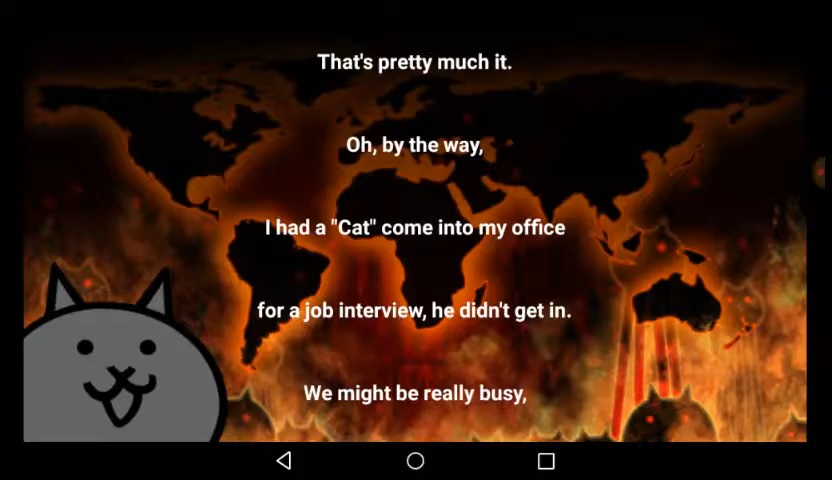 That's pretty much it.
Oh, by the way,
I had a "Cat" come into my office
for a job interview, he didn't get in.
We might be really busy,